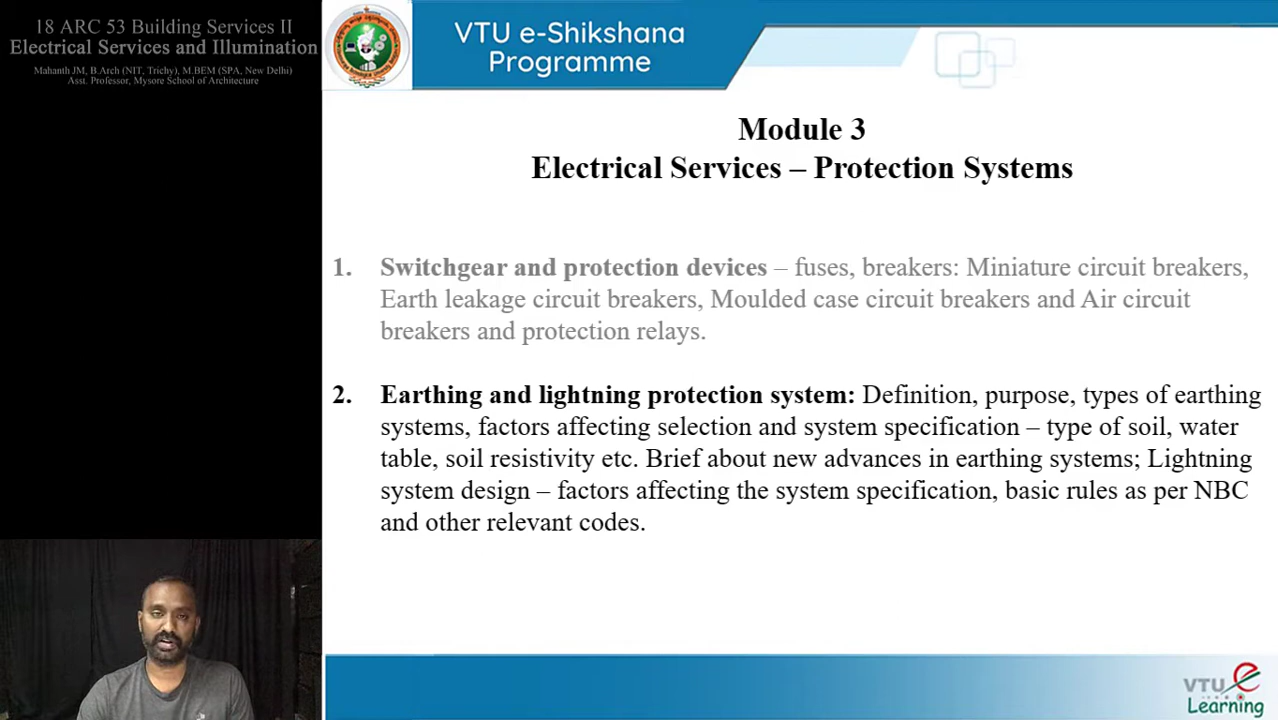 18 ARC 53 Building Services II
Electrical Services and Illumination
Mahanth JM, B.Arch (NIT, Trichy), M.BEM (SPA, New Delhi)
Asst. Professor, Mysore School of Architecture
VTU e-Shikshana
Programme
Module 3
Electrical Services – Protection Systems
1. Switchgear and protection devices – fuses, breakers: Miniature circuit breakers,
Earth leakage circuit breakers, Moulded case circuit breakers and Air circuit
breakers and protection relays.
2. Earthing and lightning protection system: Definition, purpose, types of earthing
systems, factors affecting selection and system specification – type of soil, water
table, soil resistivity etc. Brief about new advances in earthing systems; Lightning
system design – factors affecting the system specification, basic rules as per NBC
and other relevant codes.
VTU e
Learning